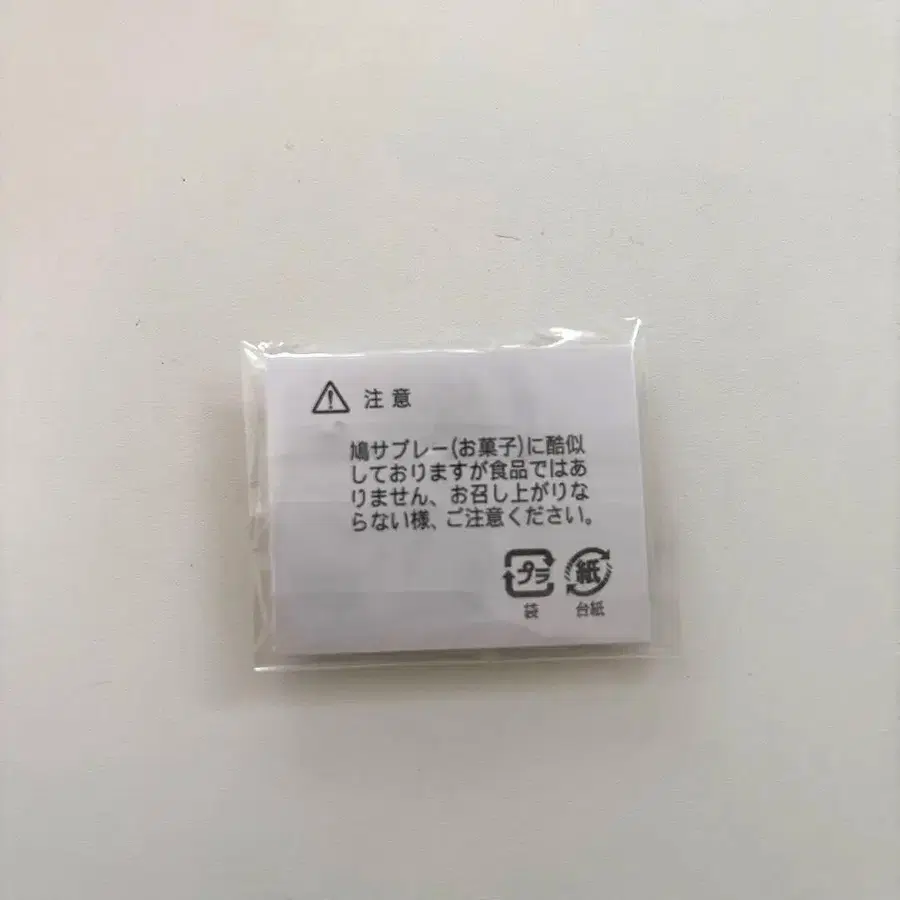 注意
鳩サブレー(お菓子)に酷似
しておりますが食品ではあ
りません、お召し上がりな
らない様、ご注意ください。
プラ 紙
袋 台紙